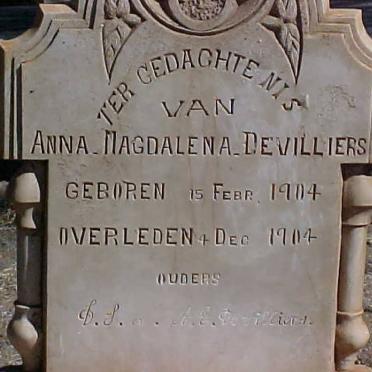 TER GEDACHTENIS
VAN
ANNA. MAGDALENA. DEVILLIERS
GEBOREN 15 FEBR. 1904
OVERLEDEN 4 DEC 1904
OUDERS